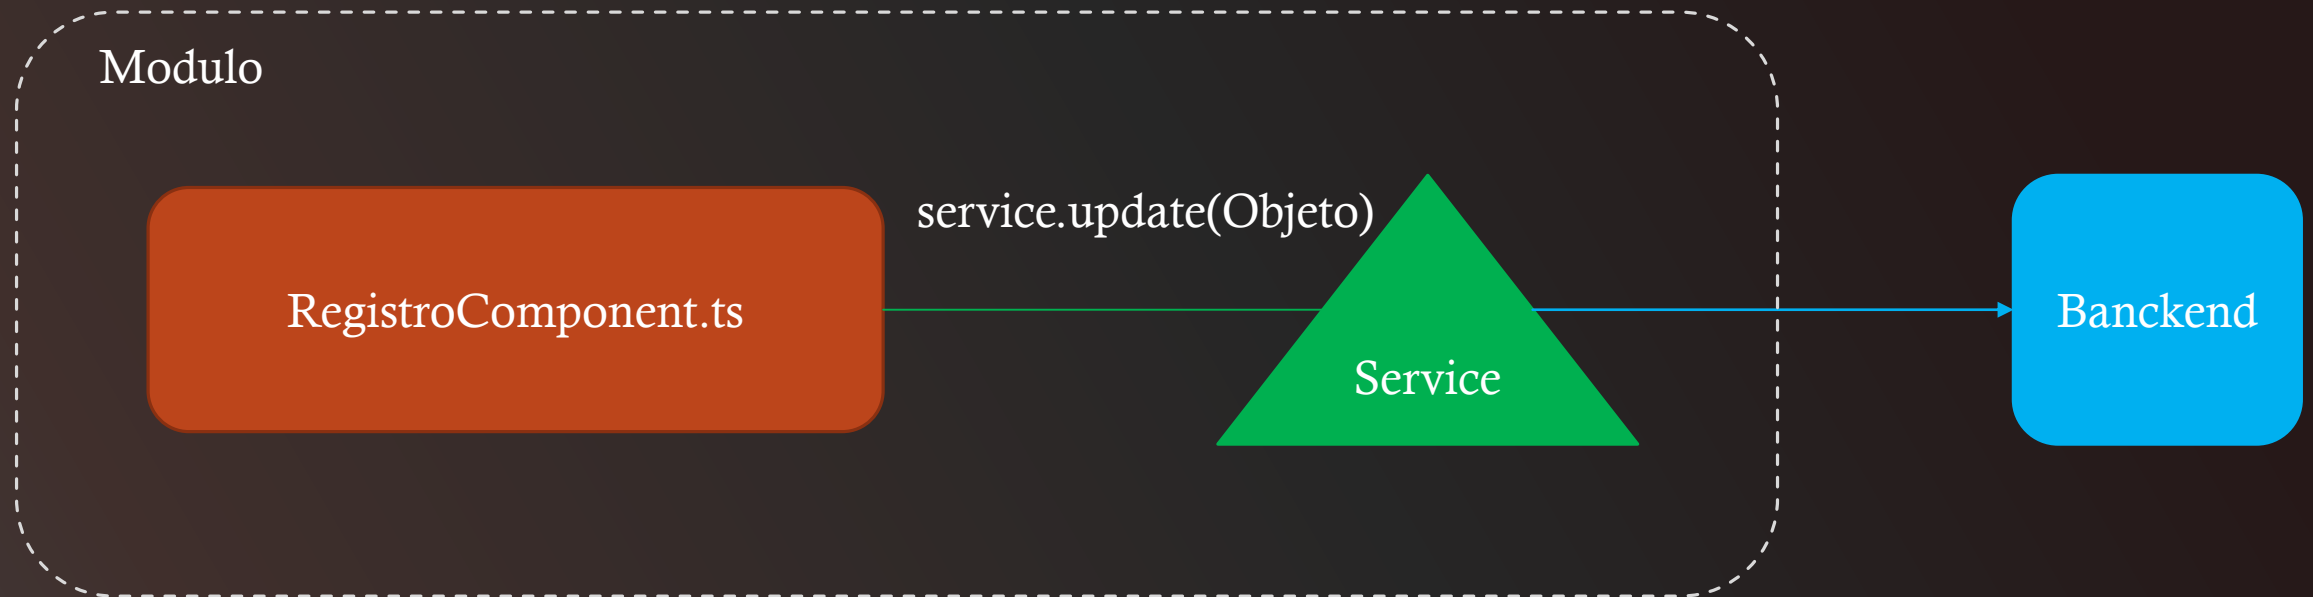 Modulo
service.update(Objeto)
RegistroComponent.ts
Service
Banckend